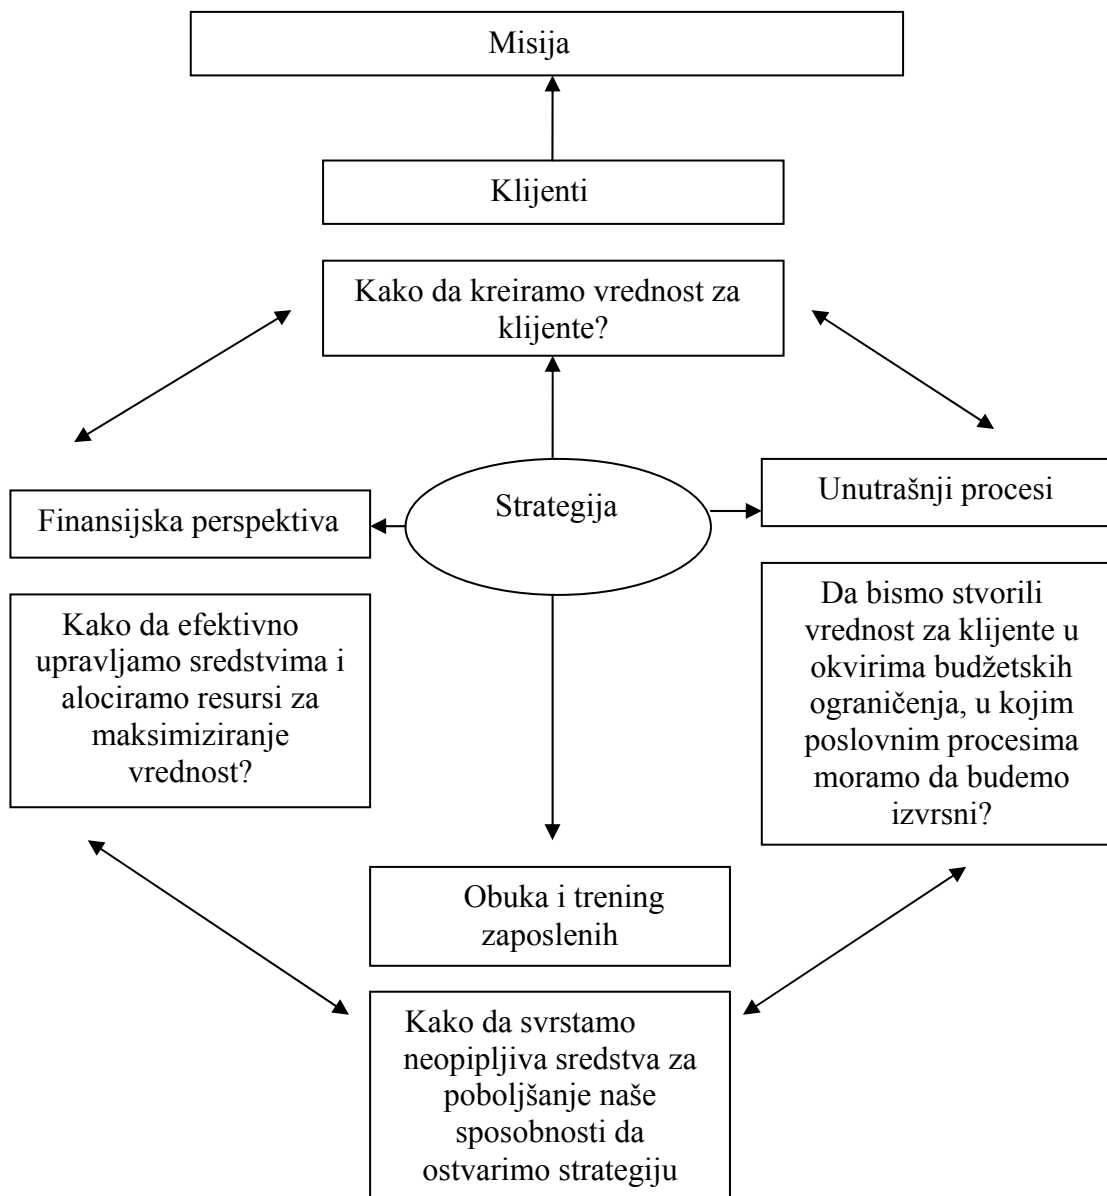 Misija
Klijenti
Kako da kreiramo vrednost za
klijente?
Strategija
Finansijska perspektiva
Kako da efektivno
upravljamo sredstvima i
alociramo resursi za
maksimiziranje
vrednost?
Unutrašnji procesi
Da bismo stvorili
vrednost za klijente u
okvirima budžetskih
ograničenja, u kojim
poslovnim procesima
moramo da budemo
izvrsni?
Obuka i trening
zaposlenih
Kako da svrstamo
neopipljiva sredstva za
poboljšanje naše
sposobnosti da
ostvarimo strategiju